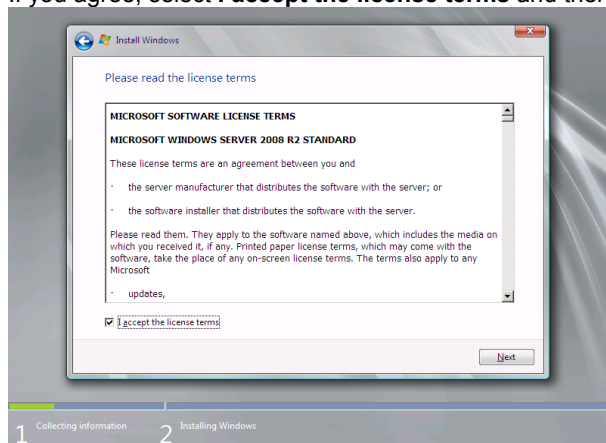 If you agree, select I accept the license terms and then
Install Windows
Please read the license terms
MICROSOFT SOFTWARE LICENSE TERMS
MICROSOFT WINDOWS SERVER 2008 R2 STANDARD
These license terms are an agreement between you and
· the server manufacturer that distributes the software with the server; or
· the software installer that distributes the software with the server.
Please read them. They apply to the software named above, which includes the media on
which you received it, if any. Printed paper license terms, which may come with the
software, take the place of any on-screen license terms. The terms also apply to any
Microsoft
· updates,
I accept the license terms
Next
1 Collecting information
2 Installing Windows